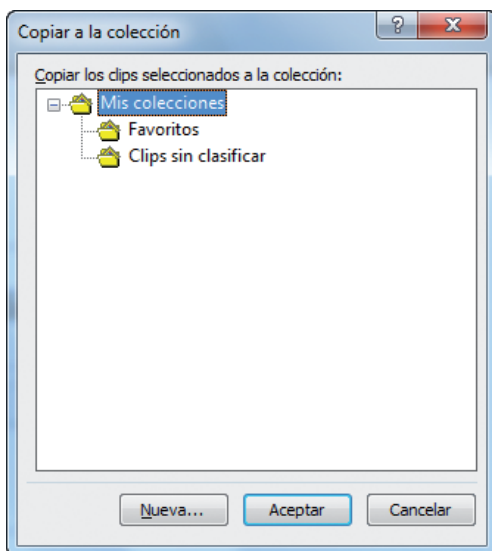 Copiar a la colección
?
X
Copiar los clips seleccionados a la colección:
Mis colecciones
Favoritos
Clips sin clasificar
Nueva...
Aceptar
Cancelar